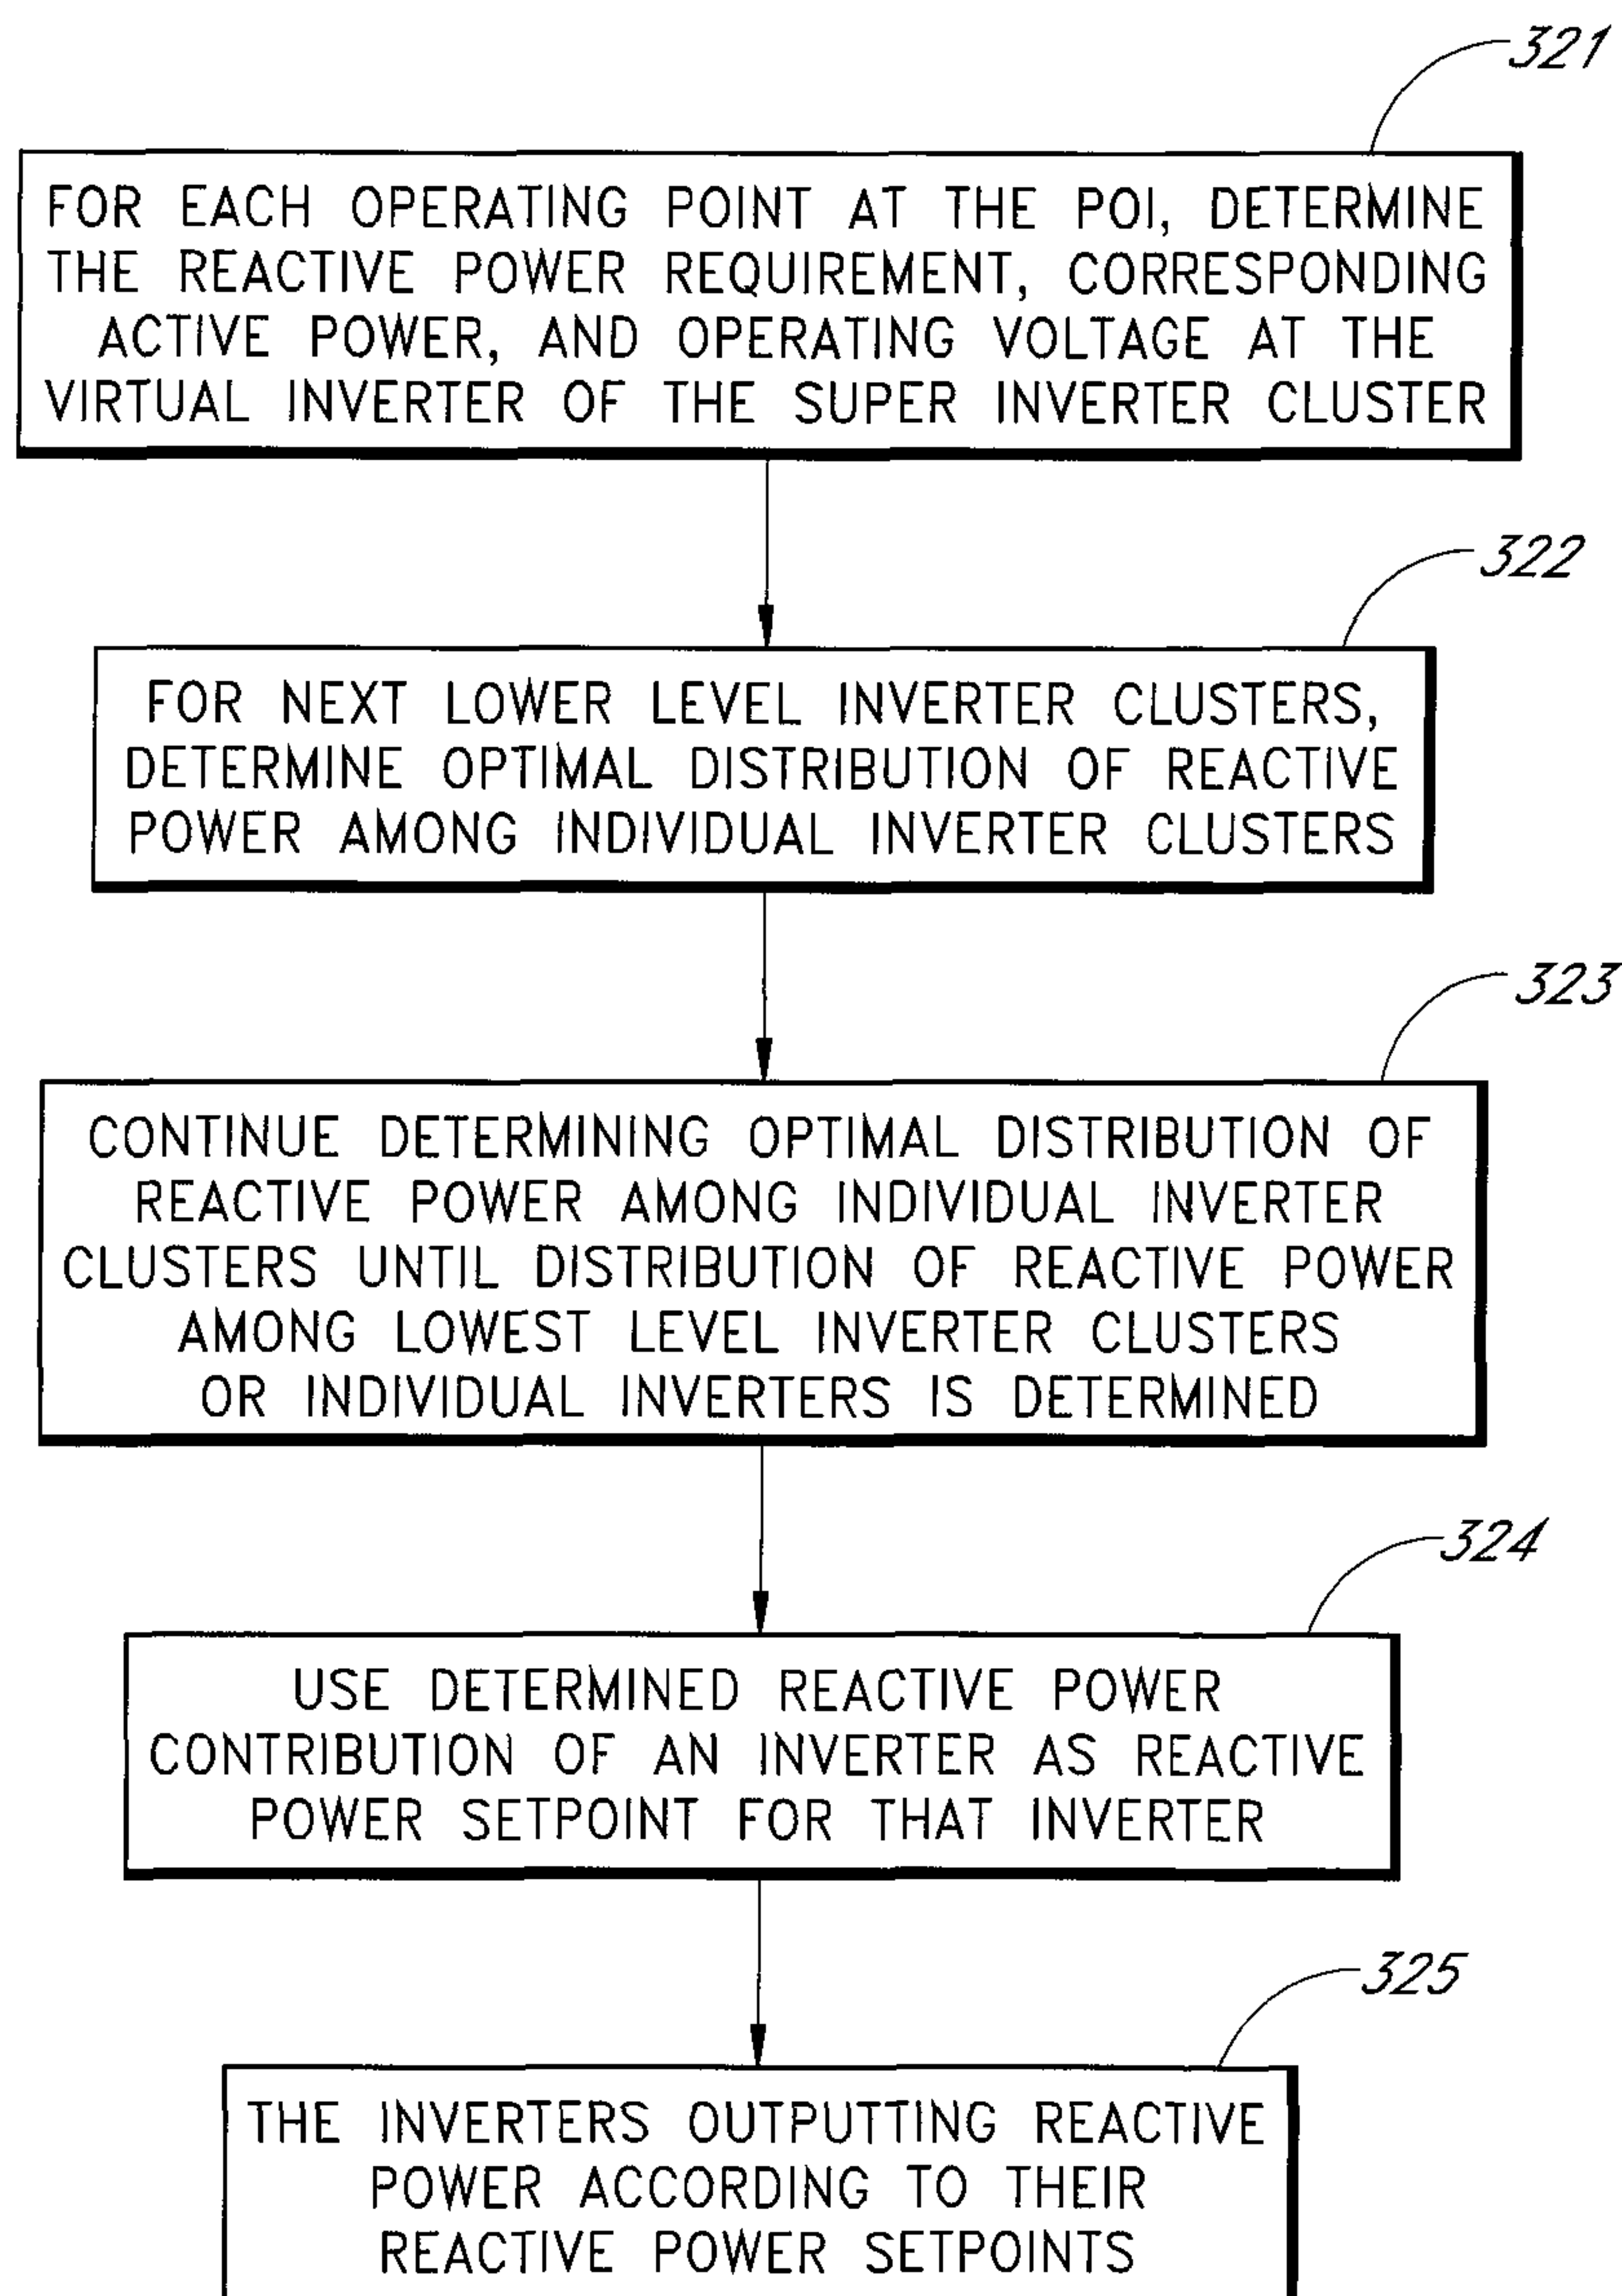 321
FOR EACH OPERATING POINT AT THE POI, DETERMINE
THE REACTIVE POWER REQUIREMENT, CORRESPONDING
ACTIVE POWER, AND OPERATING VOLTAGE AT THE
VIRTUAL INVERTER OF THE SUPER INVERTER CLUSTER
322
FOR NEXT LOWER LEVEL INVERTER CLUSTERS,
DETERMINE OPTIMAL DISTRIBUTION OF REACTIVE
POWER AMONG INDIVIDUAL INVERTER CLUSTERS
323
CONTINUE DETERMINING OPTIMAL DISTRIBUTION OF
REACTIVE POWER AMONG INDIVIDUAL INVERTER
CLUSTERS UNTIL DISTRIBUTION OF REACTIVE POWER
AMONG LOWEST LEVEL INVERTER CLUSTERS
OR INDIVIDUAL INVERTERS IS DETERMINED
324
USE DETERMINED REACTIVE POWER
CONTRIBUTION OF AN INVERTER AS REACTIVE
POWER SETPOINT FOR THAT INVERTER
325
THE INVERTERS OUTPUTTING REACTIVE
POWER ACCORDING TO THEIR
REACTIVE POWER SETPOINTS